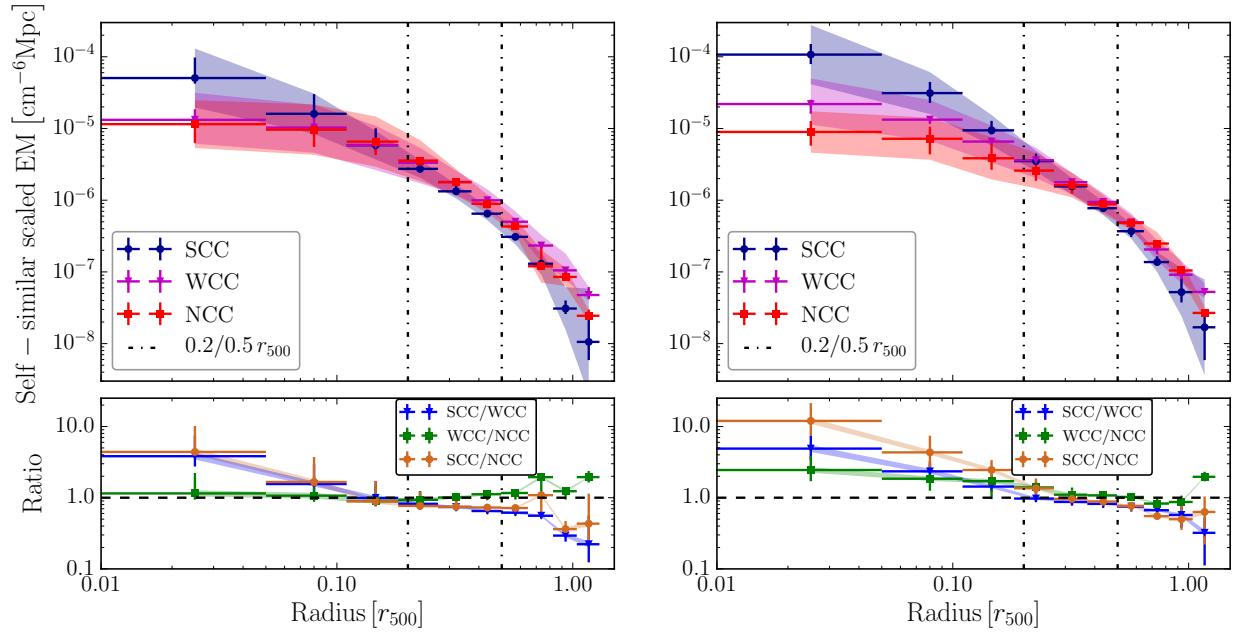 Self − similar scaled EM [cm⁻⁶Mpc]
10⁻⁴
10⁻⁵
10⁻⁶
10⁻⁷
10⁻⁸
SCC
WCC
NCC
0.2/0.5 r₅₀₀
10⁻⁴
10⁻⁵
10⁻⁶
10⁻⁷
10⁻⁸
SCC
WCC
NCC
0.2/0.5 r₅₀₀
Ratio
10.0
1.0
0.1
SCC/WCC
WCC/NCC
SCC/NCC
0.01 0.10 1.00
Radius [r₅₀₀]
10.0
1.0
0.1
SCC/WCC
WCC/NCC
SCC/NCC
0.01 0.10 1.00
Radius [r₅₀₀]